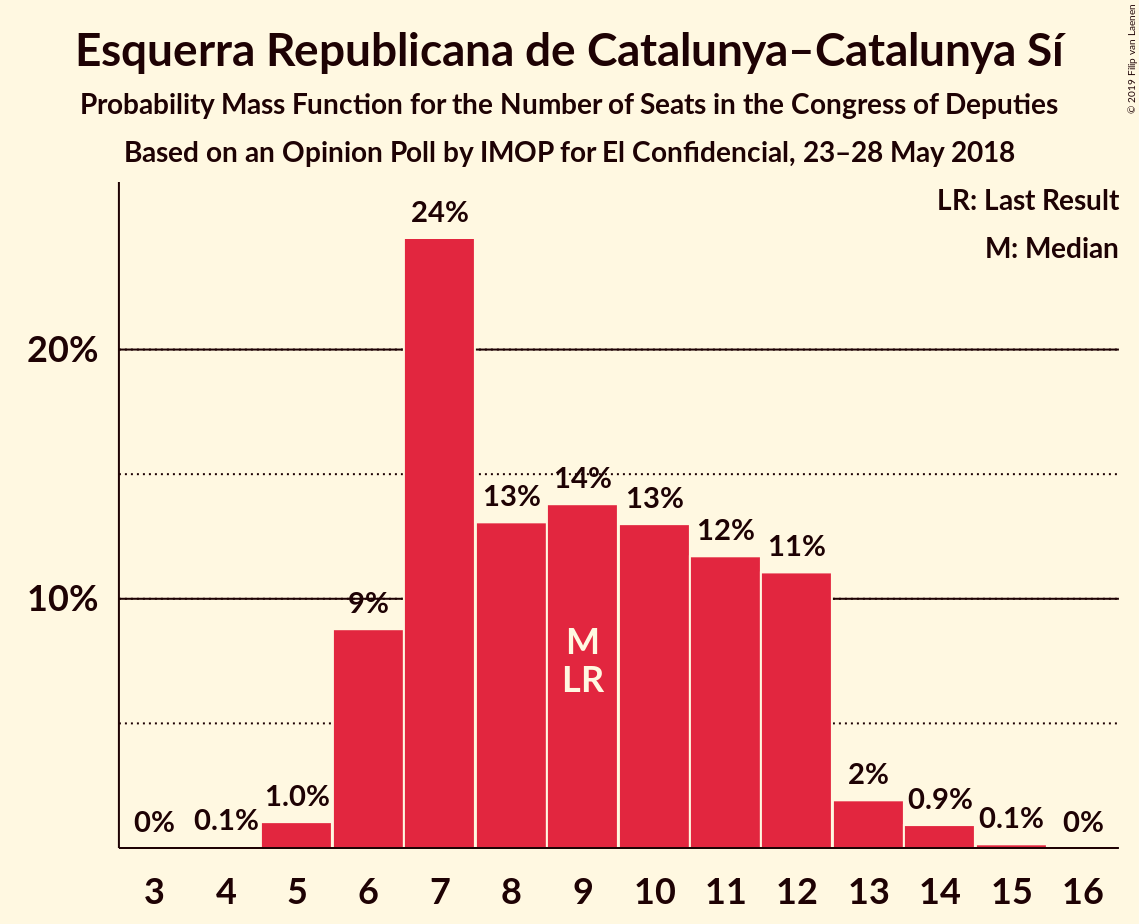 Esquerra Republicana de Catalunya–Catalunya Sí
Probability Mass Function for the Number of Seats in the Congress of Deputies
Based on an Opinion Poll by IMOP for El Confidencial, 23–28 May 2018
© 2019 Filip van Laenen
LR: Last Result
M: Median
24%
20%
14%
13%
13%
12%
11%
10%
9%
M
LR
2%
1.0%
0.9%
0%
0.1%
0.1%
0%
3 4 5 6 7 8 9 10 11 12 13 14 15 16